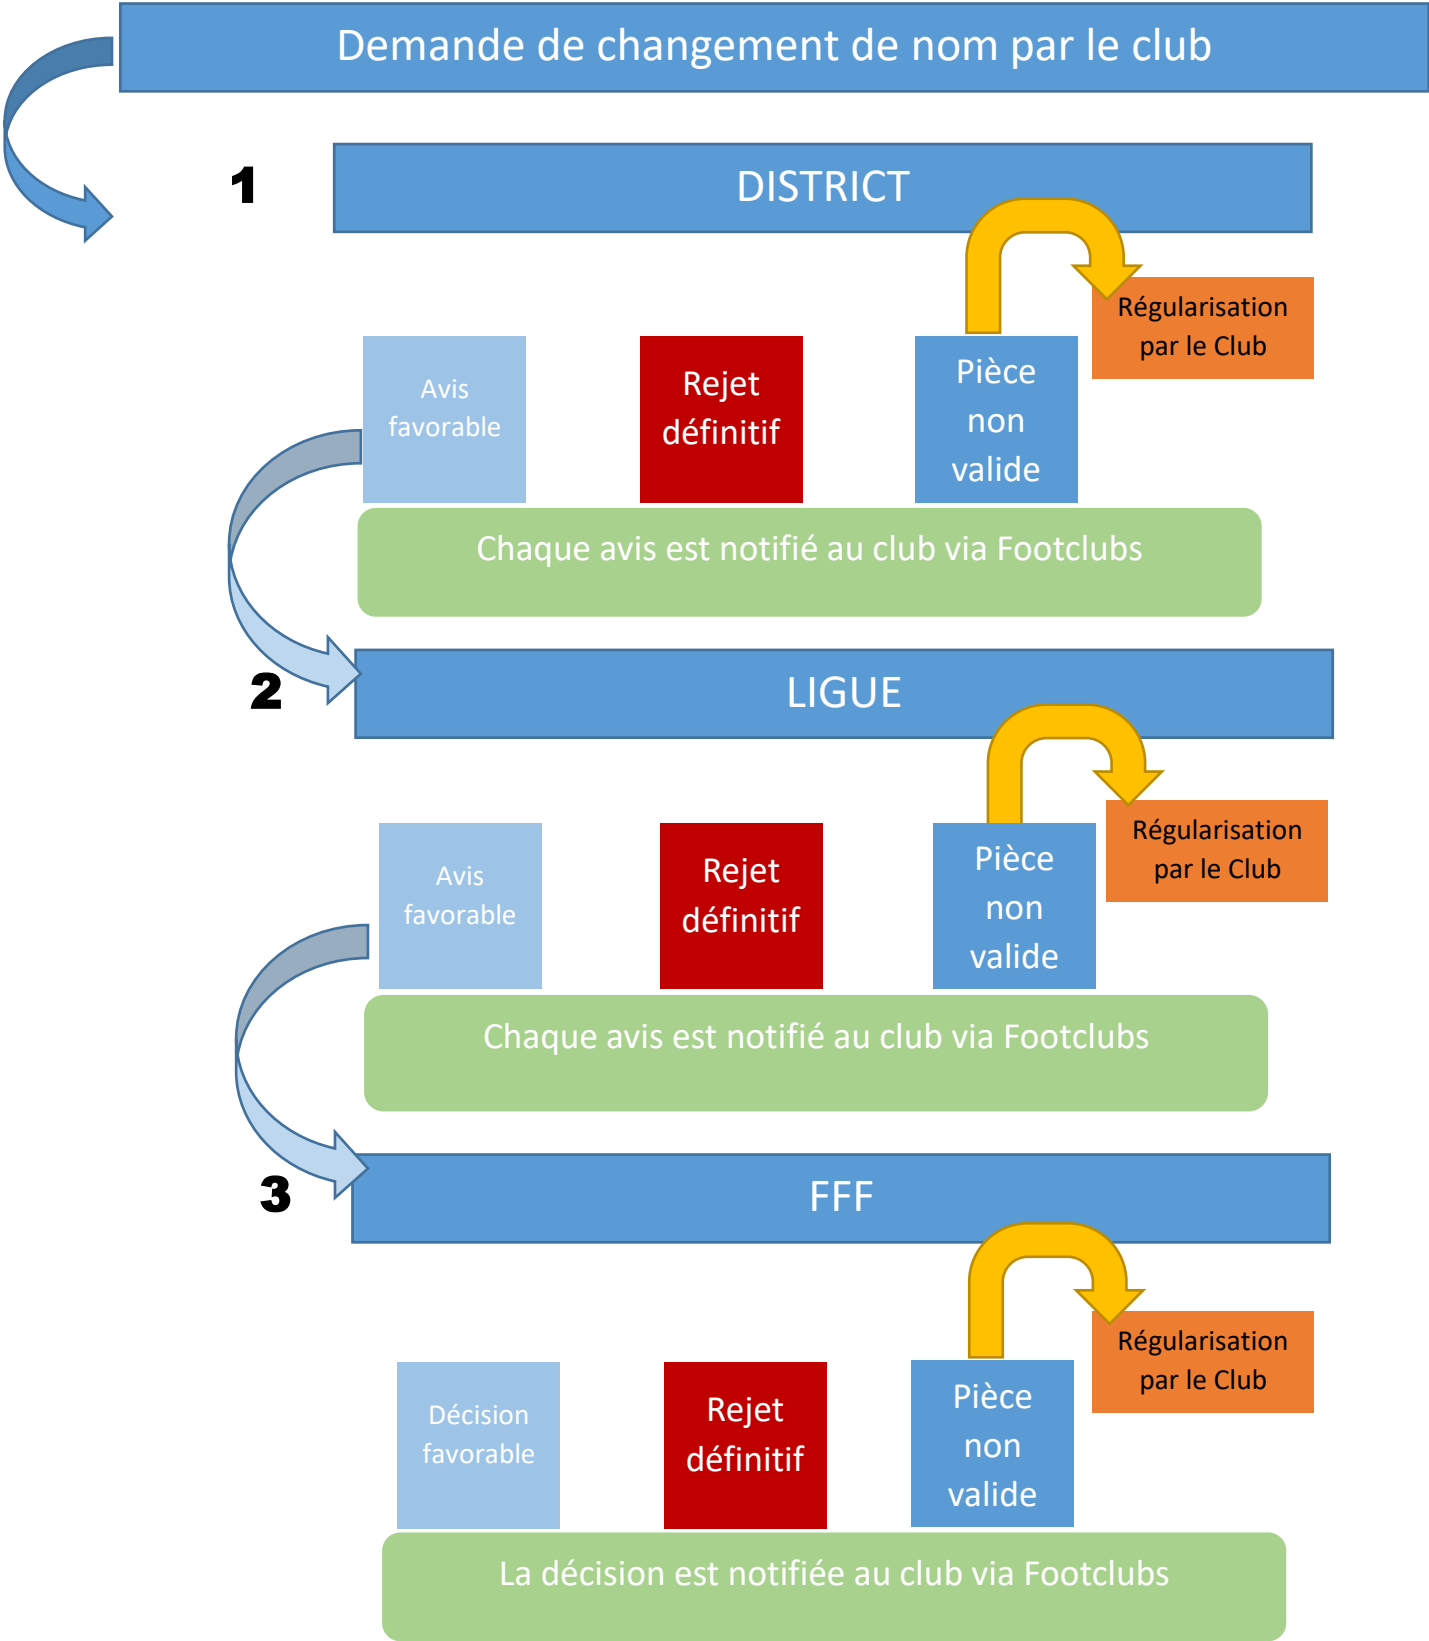 Demande de changement de nom par le club
1
DISTRICT
Régularisation
par le Club
Avis
favorable
Rejet
définitif
Pièce
non
valide
Chaque avis est notifié au club via Footclubs
2
LIGUE
Régularisation
par le Club
Avis
favorable
Rejet
définitif
Pièce
non
valide
Chaque avis est notifié au club via Footclubs
3
FFF
Régularisation
par le Club
Décision
favorable
Rejet
définitif
Pièce
non
valide
La décision est notifiée au club via Footclubs